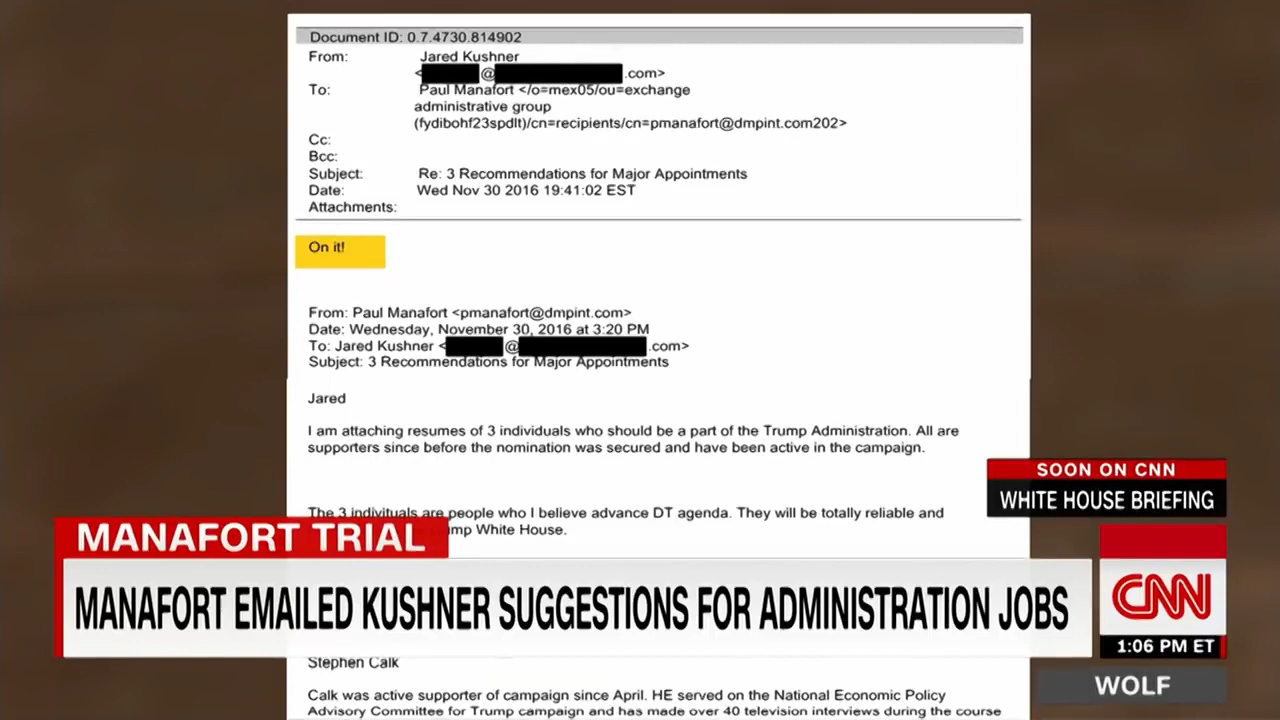 Document ID: 0.7.4730.814902
From: Jared Kushner
< @ .com>
To: Paul Manafort </o=mex05/ou=exchange
administrative group
(fydibohf23spdlt)/cn=recipients/cn=pmanafort@dmpint.com202>
Cc:
Bcc:
Subject: Re: 3 Recommendations for Major Appointments
Date: Wed Nov 30 2016 19:41:02 EST
Attachments:
On it!
From: Paul Manafort <pmanafort@dmpint.com>
Date: Wednesday, November 30, 2016 at 3:20 PM
To: Jared Kushner < @ .com>
Subject: 3 Recommendations for Major Appointments
Jared
I am attaching resumes of 3 individuals who should be a part of the Trump Administration. All are
supporters since before the nomination was secured and have been active in the campaign.
The 3 indivituals are people who I believe advance DT agenda. They will be totally reliable and
White House.
SOON ON CNN
WHITE HOUSE BRIEFING
MANAFORT TRIAL
MANAFORT EMAILED KUSHNER SUGGESTIONS FOR ADMINISTRATION JOBS
CNN
1:06 PM ET
WOLF
Stephen Calk
Calk was active supporter of campaign since April. HE served on the National Economic Policy
Advisory Committee for Trump campaign and has made over 40 television interviews during the course